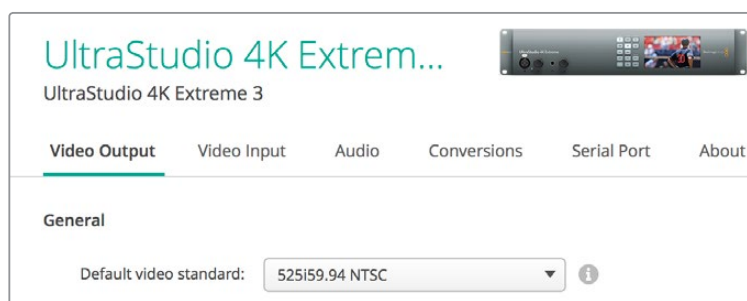 UltraStudio 4K Extrem...
UltraStudio 4K Extreme 3
Video Output Video Input Audio Conversions Serial Port About
General
Default video standard: 525i59.94 NTSC